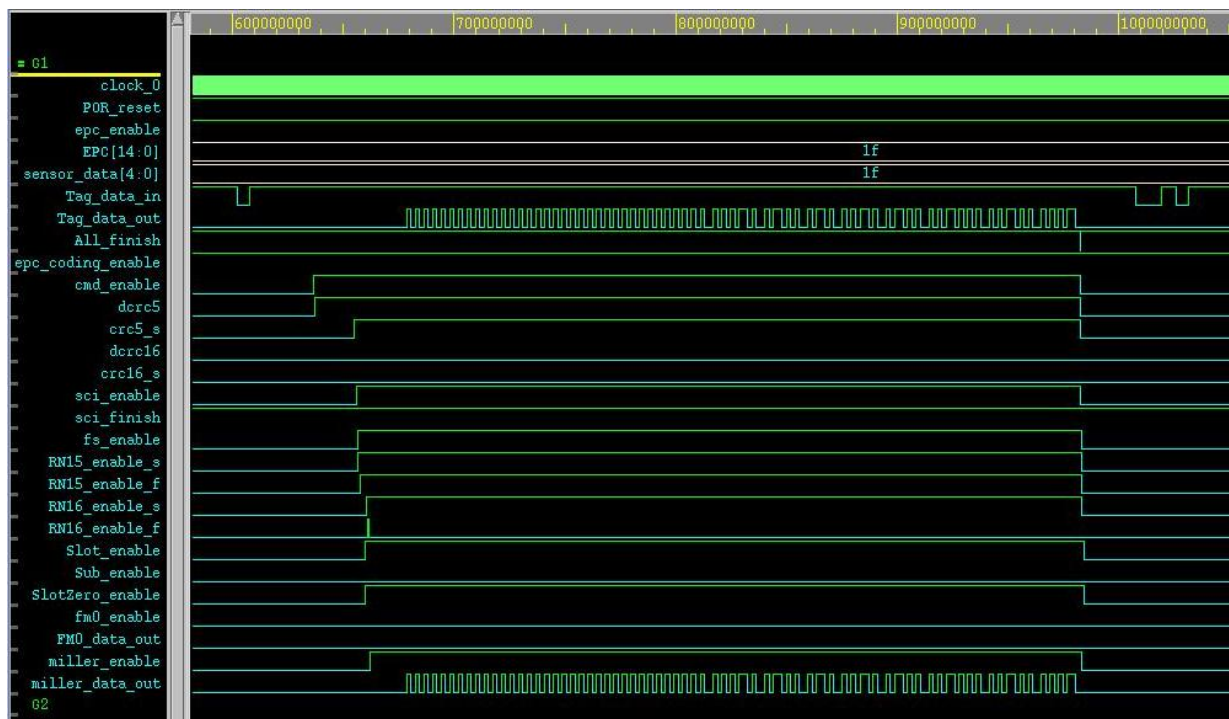 600000000 700000000 800000000 900000000 1000000000
= G1
clock_0
POR_reset
epc_enable
EPC[14:0] 1f
sensor_data[4:0] 1f
Tag_data_in
Tag_data_out
All_finish
epc_coding_enable
cmd_enable
dcrc5
crc5_s
dcrc16
crc16_s
sci_enable
sci_finish
fs_enable
RN15_enable_s
RN15_enable_f
RN16_enable_s
RN16_enable_f
Slot_enable
Sub_enable
SlotZero_enable
fm0_enable
FM0_data_out
miller_enable
miller_data_out
G2